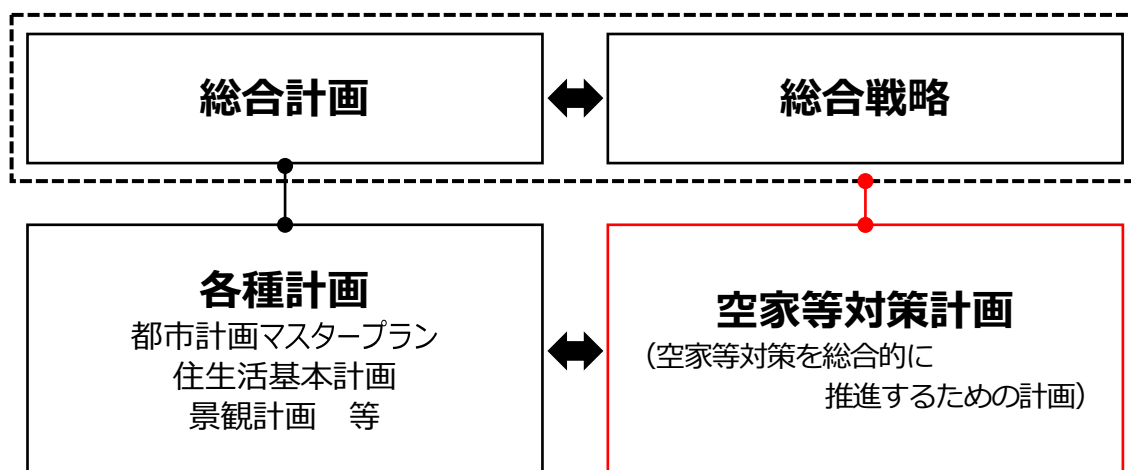 総合計画
総合戦略
各種計画
都市計画マスタープラン
住生活基本計画
景観計画　等
空家等対策計画
（空家等対策を総合的に
推進するための計画）